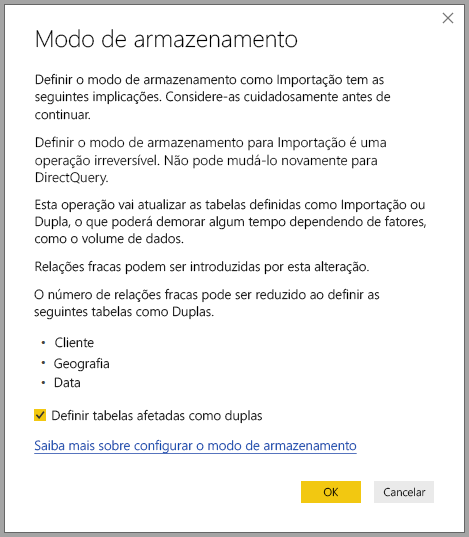 Modo de armazenamento
Definir o modo de armazenamento como Importação tem as
seguintes implicações. Considere-as cuidadosamente antes de
continuar.
Definir o modo de armazenamento para Importação é uma
operação irreversível. Não pode mudá-lo novamente para
DirectQuery.
Esta operação vai atualizar as tabelas definidas como Importação ou
Dupla, o que poderá demorar algum tempo dependendo de fatores,
como o volume de dados.
Relações fracas podem ser introduzidas por esta alteração.
O número de relações fracas pode ser reduzido ao definir as
seguintes tabelas como Duplas.
• Cliente
• Geografia
• Data
Definir tabelas afetadas como duplas
Saiba mais sobre configurar o modo de armazenamento
OK Cancelar